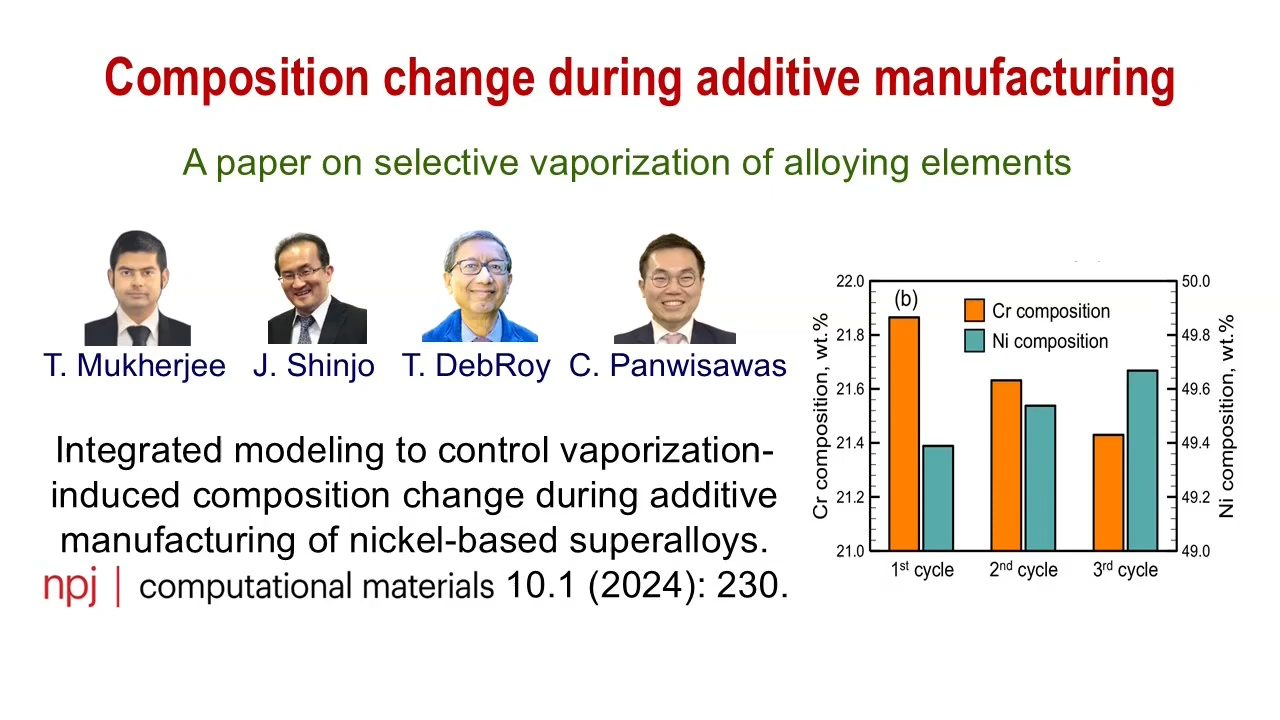 Composition change during additive manufacturing
A paper on selective vaporization of alloying elements
T. Mukherjee
J. Shinjo
T. DebRoy
C. Panwisawas
Integrated modeling to control vaporization-
induced composition change during additive
manufacturing of nickel-based superalloys.
npj | computational materials 10.1 (2024): 230.
(b)
Cr composition
Ni composition
Cr composition, wt.%
22.0
21.8
21.6
21.4
21.2
21.0
50.0
49.8
49.6
49.4
49.2
49.0
Ni composition, wt.%
1st cycle
2nd cycle
3rd cycle